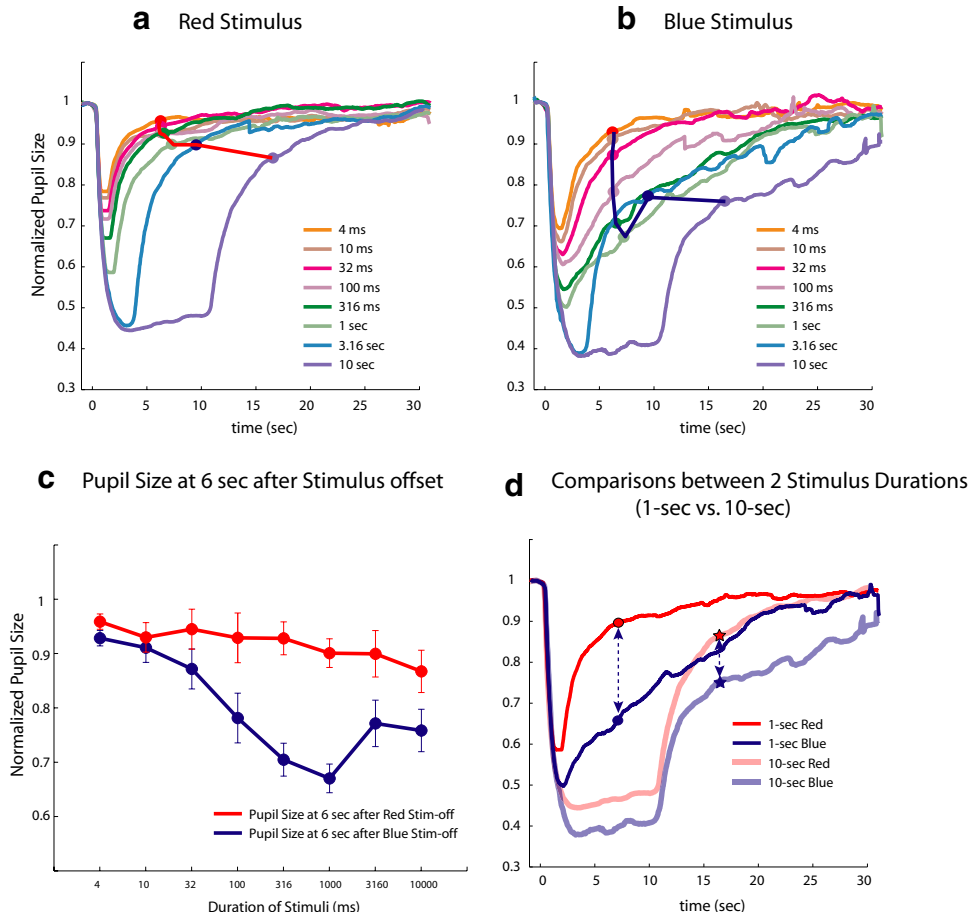 a Red Stimulus
Normalized Pupil Size
1
0.9
0.8
0.7
0.6
0.5
0.4
0.3
4 ms
10 ms
32 ms
100 ms
316 ms
1 sec
3.16 sec
10 sec
0 5 10 15 20 25 30
time (sec)
b Blue Stimulus
1
0.9
0.8
0.7
0.6
0.5
0.4
0.3
4 ms
10 ms
32 ms
100 ms
316 ms
1 sec
3.16 sec
10 sec
0 5 10 15 20 25 30
time (sec)
c Pupil Size at 6 sec after Stimulus offset
Normalized Pupil Size
1
0.9
0.8
0.7
0.6
Pupil Size at 6 sec after Red Stim-off
Pupil Size at 6 sec after Blue Stim-off
4 10 32 100 316 1000 3160 10000
Duration of Stimuli (ms)
d Comparisons between 2 Stimulus Durations
(1-sec vs. 10-sec)
1
0.9
0.8
0.7
0.6
0.5
0.4
0.3
1-sec Red
1-sec Blue
10-sec Red
10-sec Blue
0 5 10 15 20 25 30
time (sec)